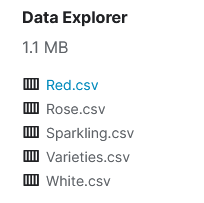 Data Explorer
1.1 MB
Red.csv
Rose.csv
Sparkling.csv
Varieties.csv
White.csv